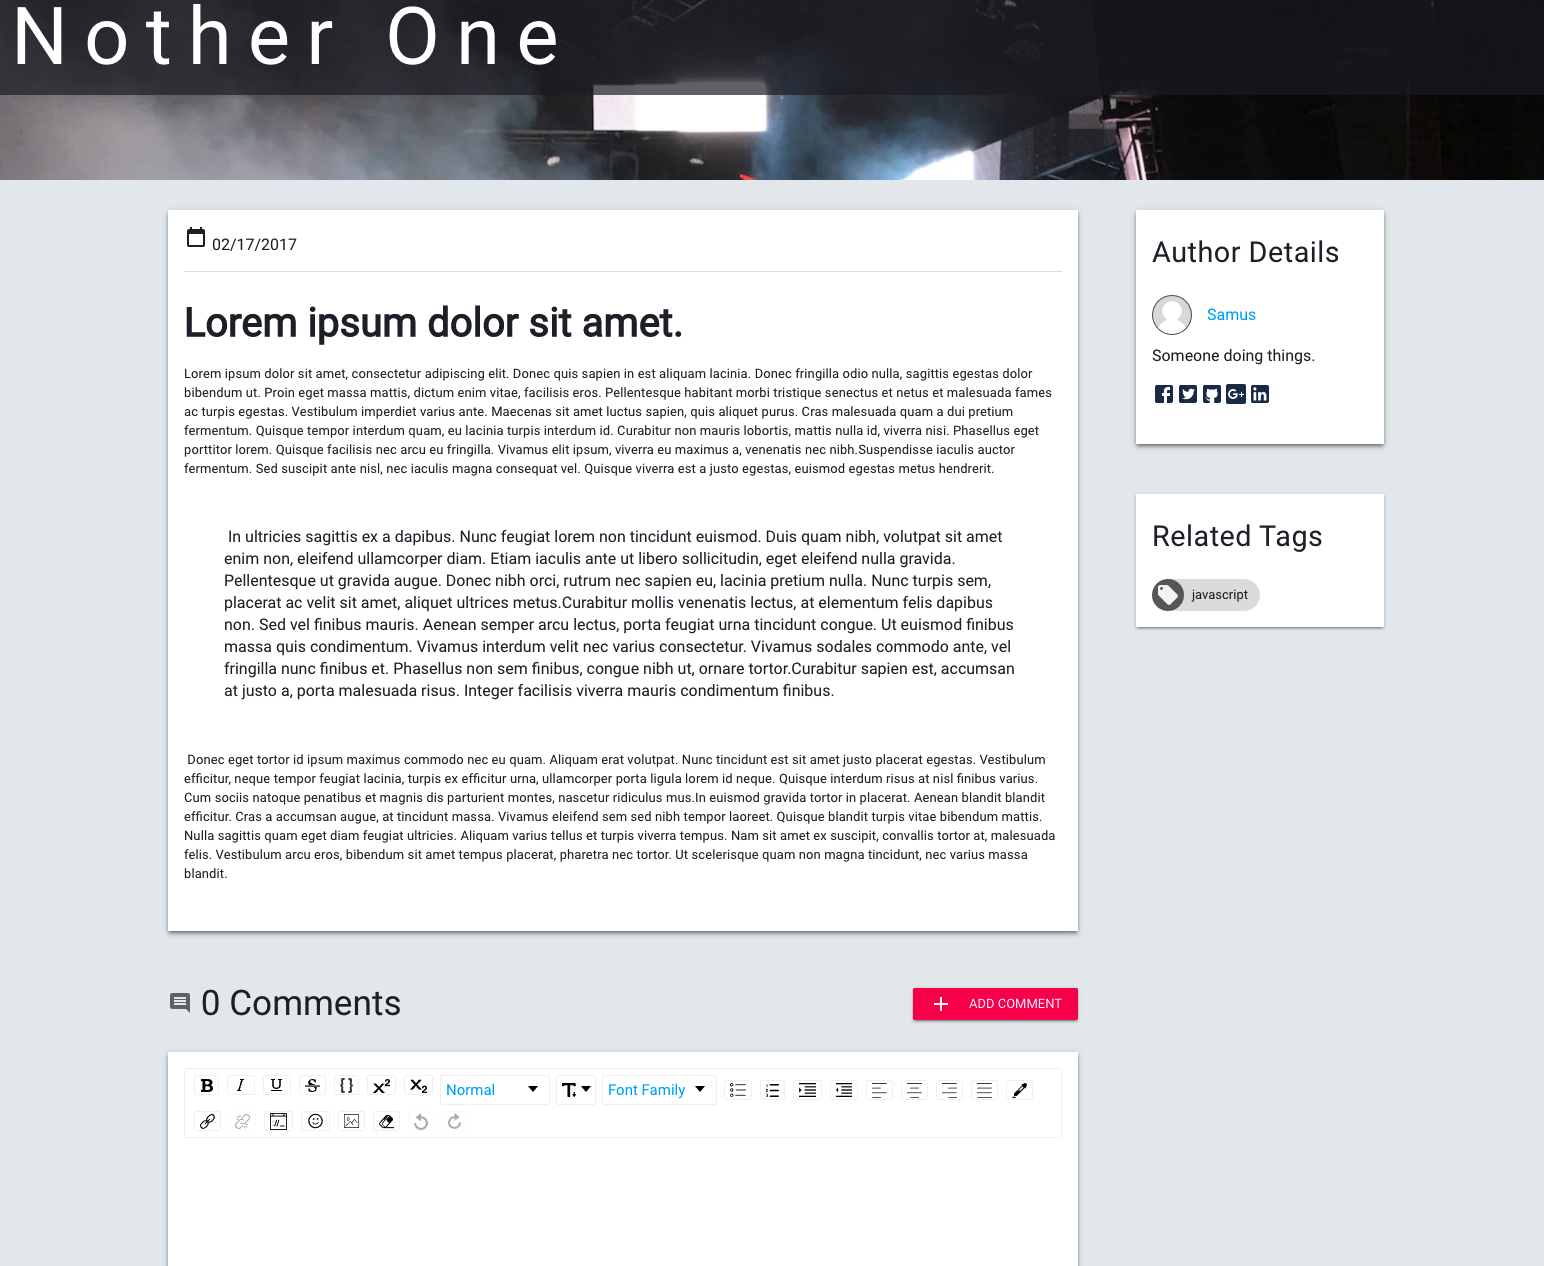 Nother One
02/17/2017
Lorem ipsum dolor sit amet.
Lorem ipsum dolor sit amet, consectetur adipiscing elit. Donec quis sapien in est aliquam lacinia. Donec fringilla odio nulla, sagittis egestas dolor
bibendum ut. Proin eget massa mattis, dictum enim vitae, facilisis eros. Pellentesque habitant morbi tristique senectus et netus et malesuada fames
ac turpis egestas. Vestibulum imperdiet varius ante. Maecenas sit amet luctus sapien, quis aliquet purus. Cras malesuada quam a dui pretium
fermentum. Quisque tempor interdum quam, eu lacinia turpis interdum id. Curabitur non mauris lobortis, mattis nulla id, viverra nisi. Phasellus eget
porttitor lorem. Quisque facilisis nec arcu eu fringilla. Vivamus elit ipsum, viverra eu maximus a, venenatis nec nibh.Suspendisse iaculis auctor
fermentum. Sed suscipit ante nisl, nec iaculis magna consequat vel. Quisque viverra est a justo egestas, euismod egestas metus hendrerit.
In ultricies sagittis ex a dapibus. Nunc feugiat lorem non tincidunt euismod. Duis quam nibh, volutpat sit amet
enim non, eleifend ullamcorper diam. Etiam iaculis ante ut libero sollicitudin, eget eleifend nulla gravida.
Pellentesque ut gravida augue. Donec nibh orci, rutrum nec sapien eu, lacinia pretium nulla. Nunc turpis sem,
placerat ac velit sit amet, aliquet ultrices metus.Curabitur mollis venenatis lectus, at elementum felis dapibus
non. Sed vel finibus mauris. Aenean semper arcu lectus, porta feugiat urna tincidunt congue. Ut euismod finibus
massa quis condimentum. Vivamus interdum velit nec varius consectetur. Vivamus sodales commodo ante, vel
fringilla nunc finibus et. Phasellus non sem finibus, congue nibh ut, ornare tortor.Curabitur sapien est, accumsan
at justo a, porta malesuada risus. Integer facilisis viverra mauris condimentum finibus.
Donec eget tortor id ipsum maximus commodo nec eu quam. Aliquam erat volutpat. Nunc tincidunt est sit amet justo placerat egestas. Vestibulum
efficitur, neque tempor feugiat lacinia, turpis ex efficitur urna, ullamcorper porta ligula lorem id neque. Quisque interdum risus at nisl finibus varius.
Cum sociis natoque penatibus et magnis dis parturient montes, nascetur ridiculus mus.In euismod gravida tortor in placerat. Aenean blandit blandit
efficitur. Cras a accumsan augue, at tincidunt massa. Vivamus eleifend sem sed nibh tempor laoreet. Quisque blandit turpis vitae bibendum mattis.
Nulla sagittis quam eget diam feugiat ultricies. Aliquam varius tellus et turpis viverra tempus. Nam sit amet ex suscipit, convallis tortor at, malesuada
felis. Vestibulum arcu eros, bibendum sit amet tempus placerat, pharetra nec tortor. Ut scelerisque quam non magna tincidunt, nec varius massa
blandit.
0 Comments
ADD COMMENT
Normal
Font Family
Author Details
Samus
Someone doing things.
Related Tags
javascript